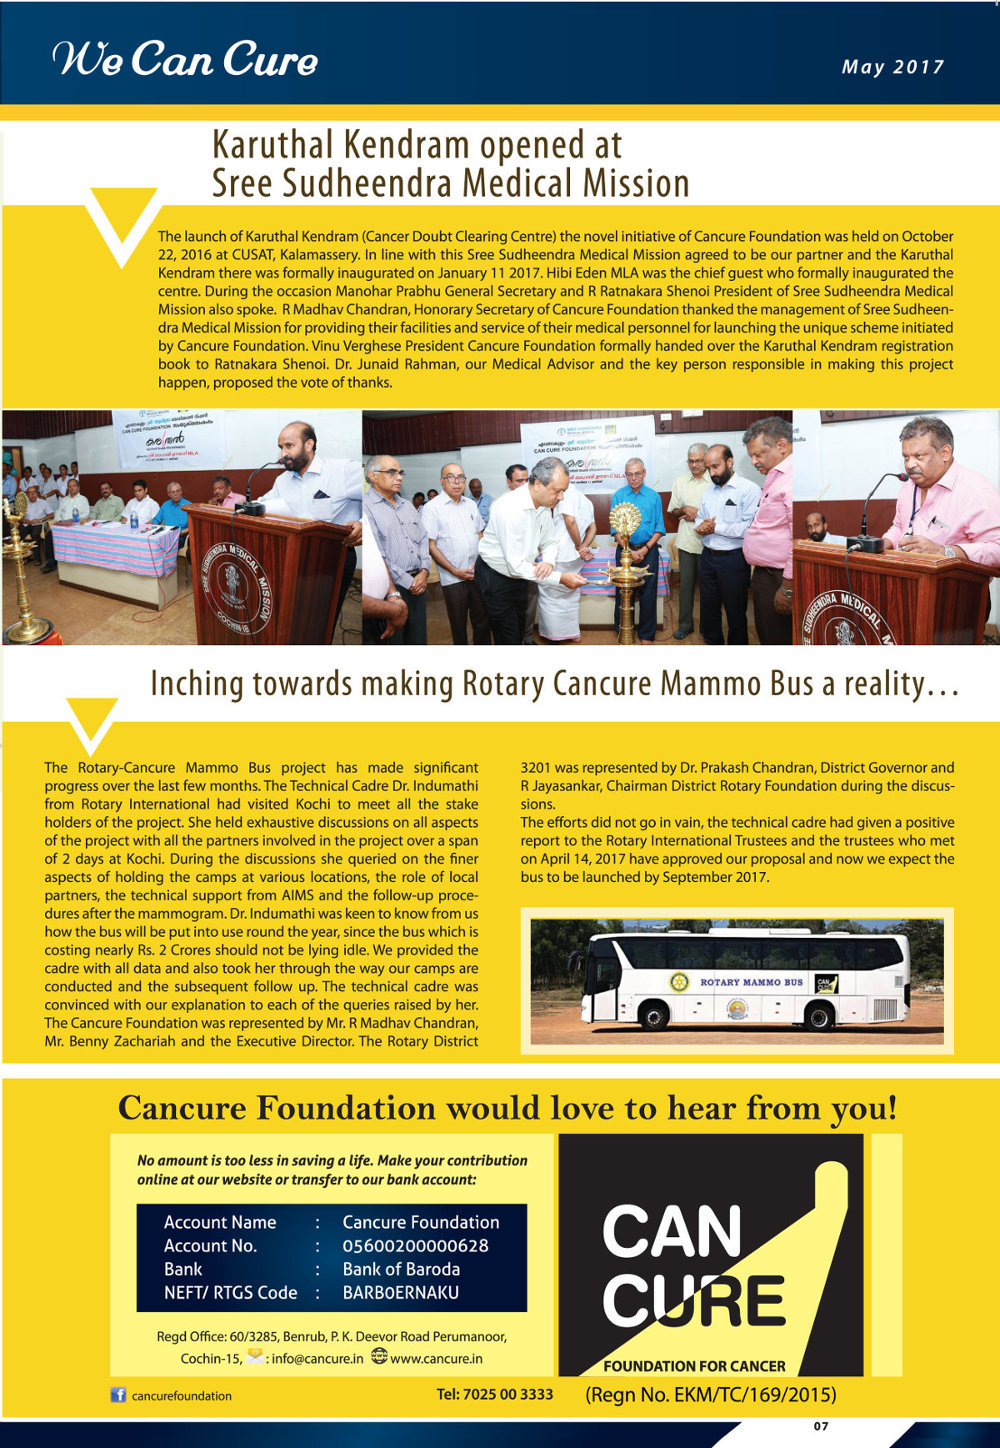 We Can Cure
May 2017
Karuthal Kendram opened at
Sree Sudheendra Medical Mission
The launch of Karuthal Kendram (Cancer Doubt Clearing Centre) the novel initiative of Cancure Foundation was held on October
22, 2016 at CUSAT, Kalamassery. In line with this Sree Sudheendra Medical Mission agreed to be our partner and the Karuthal
Kendram there was formally inaugurated on January 11 2017. Hibi Eden MLA was the chief guest who formally inaugurated the
centre. During the occasion Manohar Prabhu General Secretary and R Ratnakara Shenoi President of Sree Sudheendra Medical
Mission also spoke. R Madhav Chandran, Honorary Secretary of Cancure Foundation thanked the management of Sree Sudheen-
dra Medical Mission for providing their facilities and service of their medical personnel for launching the unique scheme initiated
by Cancure Foundation. Vinu Verghese President Cancure Foundation formally handed over the Karuthal Kendram registration
book to Ratnakara Shenoi. Dr. Junaid Rahman, our Medical Advisor and the key person responsible in making this project
happen, proposed the vote of thanks.
CAN CURE FOUNDATION
കരുതൽ
MLA
SREE SUDHEENDRA MEDICAL MISSION
COCHIN-18
SREE SUDHEENDRA
MEDICAL MISSION
CAN CURE FOUNDATION
കരുതൽ
MLA
SREE SUDHEENDRA MEDICAL
Inching towards making Rotary Cancure Mammo Bus a reality...
The Rotary-Cancure Mammo Bus project has made significant
progress over the last few months. The Technical Cadre Dr. Indumathi
from Rotary International had visited Kochi to meet all the stake
holders of the project. She held exhaustive discussions on all aspects
of the project with all the partners involved in the project over a span
of 2 days at Kochi. During the discussions she queried on the finer
aspects of holding the camps at various locations, the role of local
partners, the technical support from AIMS and the follow-up proce-
dures after the mammogram. Dr. Indumathi was keen to know from us
how the bus will be put into use round the year, since the bus which is
costing nearly Rs. 2 Crores should not be lying idle. We provided the
cadre with all data and also took her through the way our camps are
conducted and the subsequent follow up. The technical cadre was
convinced with our explanation to each of the queries raised by her.
The Cancure Foundation was represented by Mr. R Madhav Chandran,
Mr. Benny Zachariah and the Executive Director. The Rotary District
3201 was represented by Dr. Prakash Chandran, District Governor and
R Jayasankar, Chairman District Rotary Foundation during the discus-
sions.
The efforts did not go in vain, the technical cadre had given a positive
report to the Rotary International Trustees and the trustees who met
on April 14, 2017 have approved our proposal and now we expect the
bus to be launched by September 2017.
ROTARY MAMMO BUS
CAN
CURE
Cancure Foundation would love to hear from you!
No amount is too less in saving a life. Make your contribution
online at our website or transfer to our bank account:
Account Name : Cancure Foundation
Account No. : 05600200000628
Bank : Bank of Baroda
NEFT/ RTGS Code : BARB0ERNAKU
Regd Office: 60/3285, Benrub, P. K. Deevor Road Perumanoor,
Cochin-15, : info@cancure.in www.cancure.in
CAN
CURE
FOUNDATION FOR CANCER
cancurefoundation
Tel: 7025 00 3333
(Regn No. EKM/TC/169/2015)
07